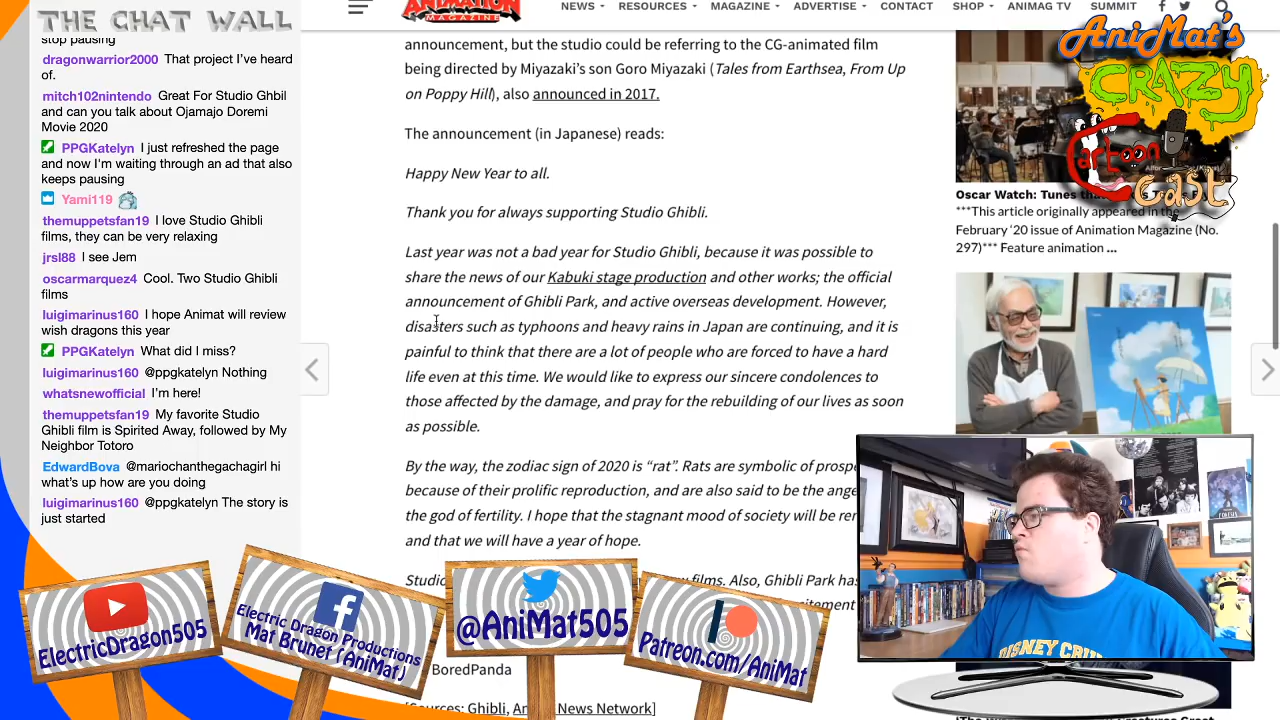 THE CHAT WALL
stop pausing
dragonwarrior2000 That project I've heard
of.
mitch102nintendo Great For Studio Ghbil
and can you talk about Ojamajo Doremi
Movie 2020
PPGKatelyn I just refreshed the page
and now I'm waiting through an ad that also
keeps pausing
Yami119
themuppetsfan19 I love Studio Ghibli
films, they can be very relaxing
jrsl88 I see Jem
oscarmarquez4 Cool. Two Studio Ghibli
films
luigimarinus160 I hope Animat will review
wish dragons this year
PPGKatelyn What did I miss?
luigimarinus160 @ppgkatelyn Nothing
whatsnewofficial I'm here!
themuppetsfan19 My favorite Studio
Ghibli film is Spirited Away, followed by My
Neighbor Totoro
EdwardBova @mariochanthegachagirl hi
what's up how are you doing
luigimarinus160 @ppgkatelyn The story is
just started
ANIMATION
MAGAZINE
NEWS RESOURCES MAGAZINE ADVERTISE CONTACT SHOP ANIMAG TV SUMMIT
announcement, but the studio could be referring to the CG-animated film
being directed by Miyazaki's son Goro Miyazaki (Tales from Earthsea, From Up
on Poppy Hill), also announced in 2017.
The announcement (in Japanese) reads:
Happy New Year to all.
Thank you for always supporting Studio Ghibli.
Last year was not a bad year for Studio Ghibli, because it was possible to
share the news of our Kabuki stage production and other works; the official
announcement of Ghibli Park, and active overseas development. However,
disasters such as typhoons and heavy rains in Japan are continuing, and it is
painful to think that there are a lot of people who are forced to have a hard
life even at this time. We would like to express our sincere condolences to
those affected by the damage, and pray for the rebuilding of our lives as soon
as possible.
By the way, the zodiac sign of 2020 is "rat". Rats are symbolic of prospe
because of their prolific reproduction, and are also said to be the ange
the god of fertility. I hope that the stagnant mood of society will be
and that we will have a year of hope.
films. Also, Ghibli Park has
BoredPanda
[Sources: Ghibli, News Network]
AniMat's
CRAZY
Cartoon
Cast
Oscar Watch: Tunes
***This article originally appeared in the
February '20 issue of Animation Magazine (No.
297)*** Feature animation ...
DISNEY
ElectricDragon505
Electric Dragon Productions
Mat Brunet (AniMat)
@AniMat505
Patreon.com/AniMat